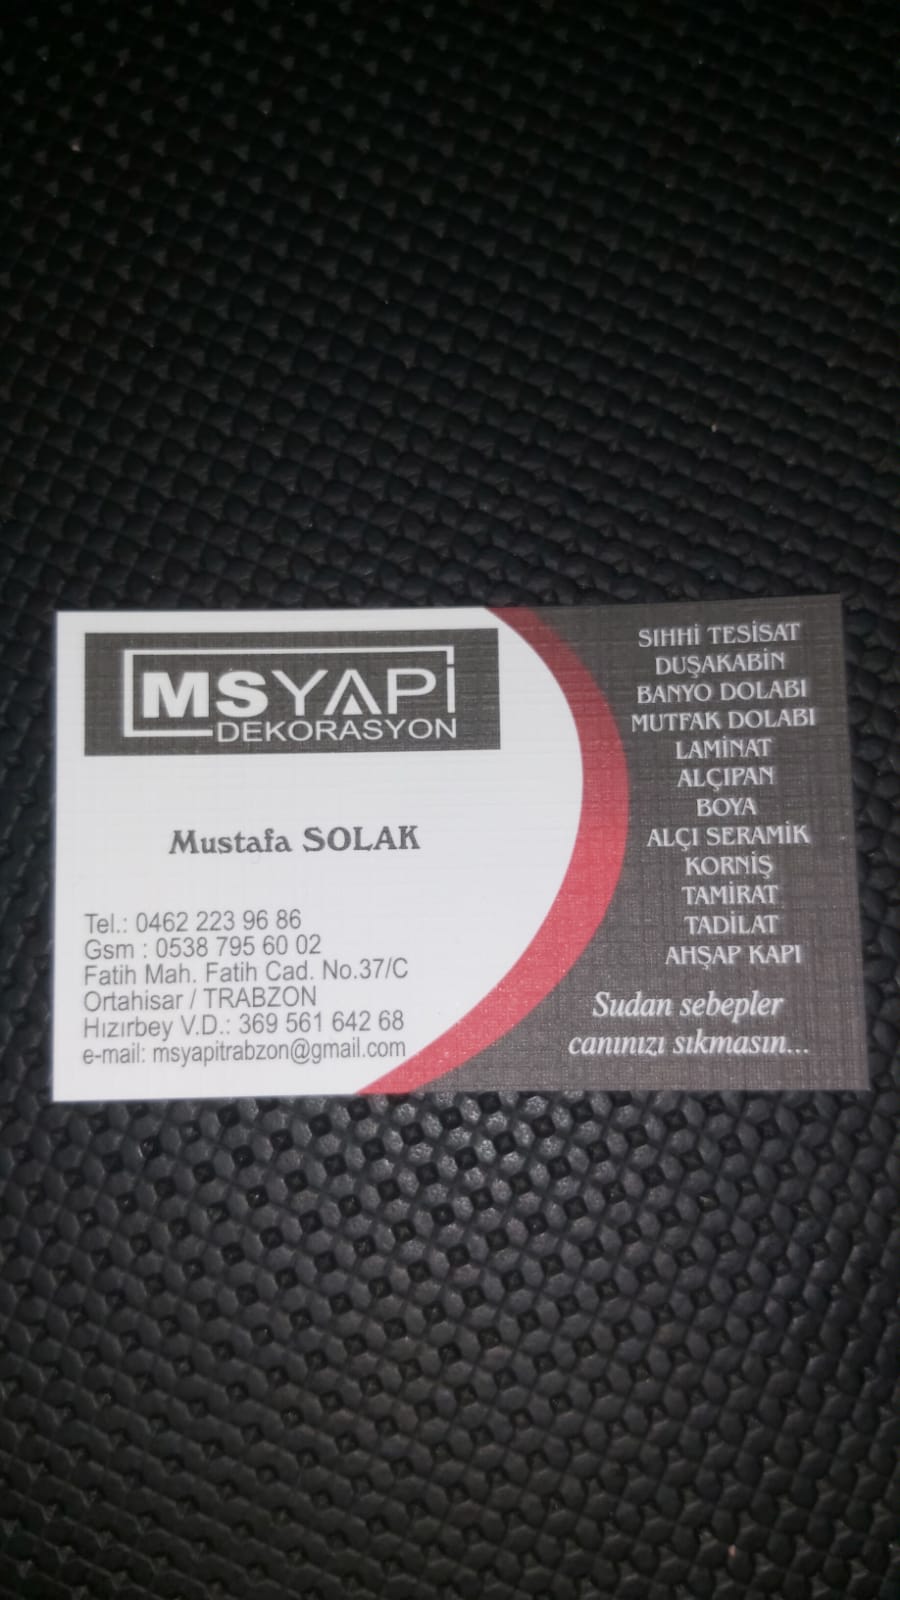 MSYAPİ
DEKORASYON
Mustafa SOLAK
Tel.: 0462 223 96 86
Gsm : 0538 795 60 02
Fatih Mah. Fatih Cad. No.37/C
Ortahisar / TRABZON
Hızırbey V.D.: 369 561 642 68
e-mail: msyapitrabzon@gmail.com
SIHHİ TESİSAT
DUŞAKABİN
BANYO DOLABI
MUTFAK DOLABI
LAMİNAT
ALÇIPAN
BOYA
ALÇI SERAMİK
KORNİŞ
TAMİRAT
TADİLAT
AHŞAP KAPI
Sudan sebepler
canınızı sıkmasın...